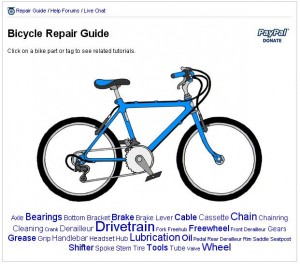 Repair Guide / Help Forums / Live Chat
Bicycle Repair Guide
PayPal
DONATE
Click on a bike part or tag to see related tutorials.
Axle Bearings Bottom Bracket Brake Brake Lever Cable Cassette Chain Chainring
Cleaning Crank Derailleur Drivetrain Fork Freehub Freewheel Front Derailleur Gears
Grease Grip Handlebar Headset Hub Lubrication Oil Pedal Rear Derailleur Rim Saddle Seatpost
Shifter Spoke Stem Tire Tools Tube Valve Wheel